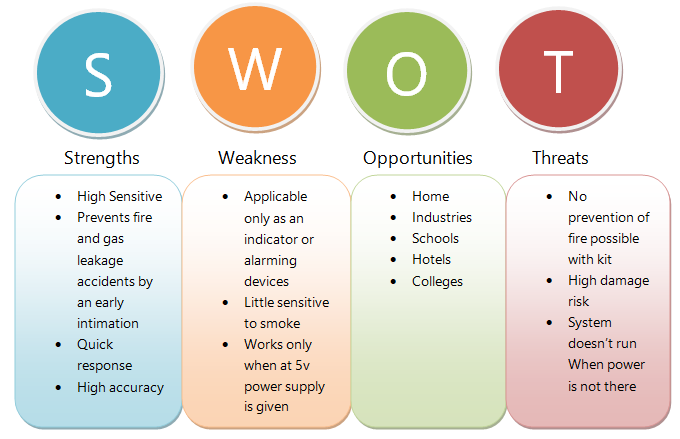 S
W
O
T
Strengths
Weakness
Opportunities
Threats
• High Sensitive
• Prevents fire
and gas
leakage
accidents by
an early
intimation
• Quick
response
• High accuracy
• Applicable
only as an
indicator or
alarming
devices
• Little sensitive
to smoke
• Works only
when at 5v
power supply
is given
• Home
• Industries
• Schools
• Hotels
• Colleges
• No
prevention of
fire possible
with kit
• High damage
risk
• System
doesn’t run
When power
is not there